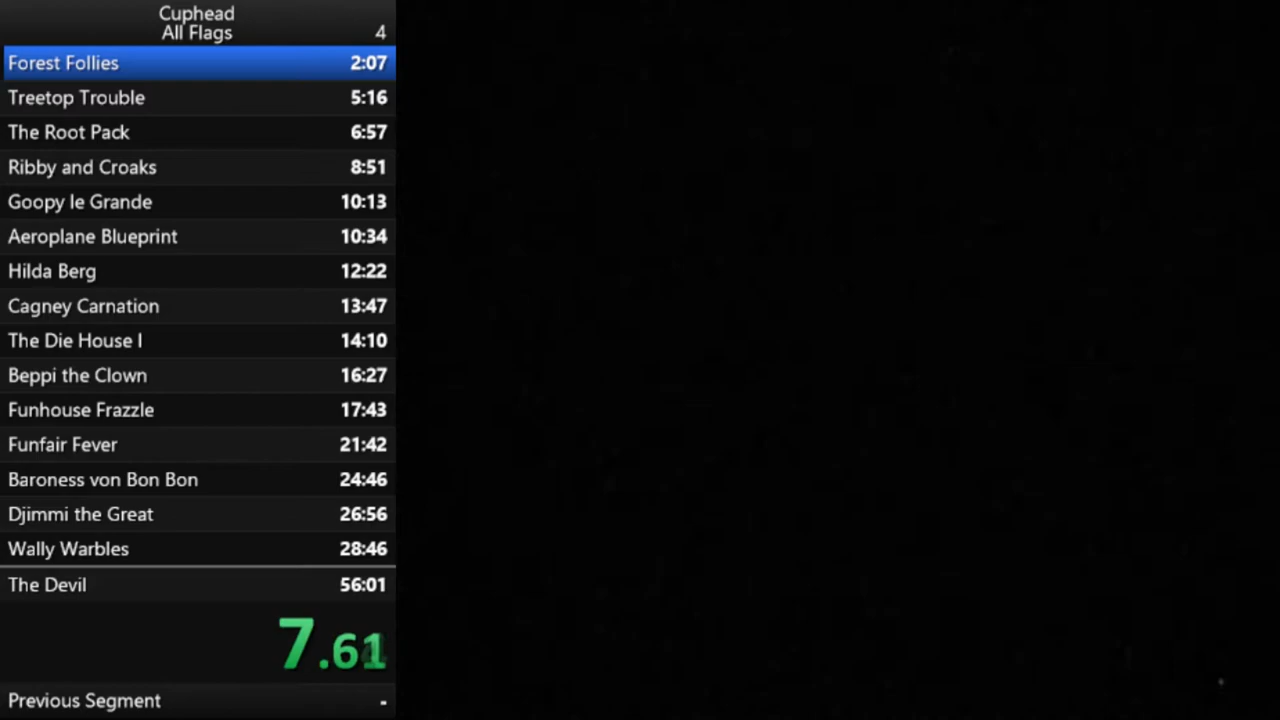 Cuphead
All Flags 4
Forest Follies 2:07
Treetop Trouble 5:16
The Root Pack 6:57
Ribby and Croaks 8:51
Goopy le Grande 10:13
Aeroplane Blueprint 10:34
Hilda Berg 12:22
Cagney Carnation 13:47
The Die House I 14:10
Beppi the Clown 16:27
Funhouse Frazzle 17:43
Funfair Fever 21:42
Baroness von Bon Bon 24:46
Djimmi the Great 26:56
Wally Warbles 28:46
The Devil 56:01
7.61
Previous Segment -